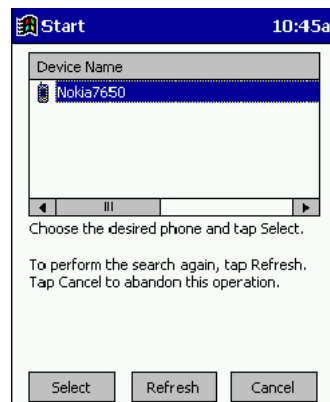 Start 10:45a
Device Name
Nokia7650
Choose the desired phone and tap Select.
To perform the search again, tap Refresh.
Tap Cancel to abandon this operation.
Select Refresh Cancel